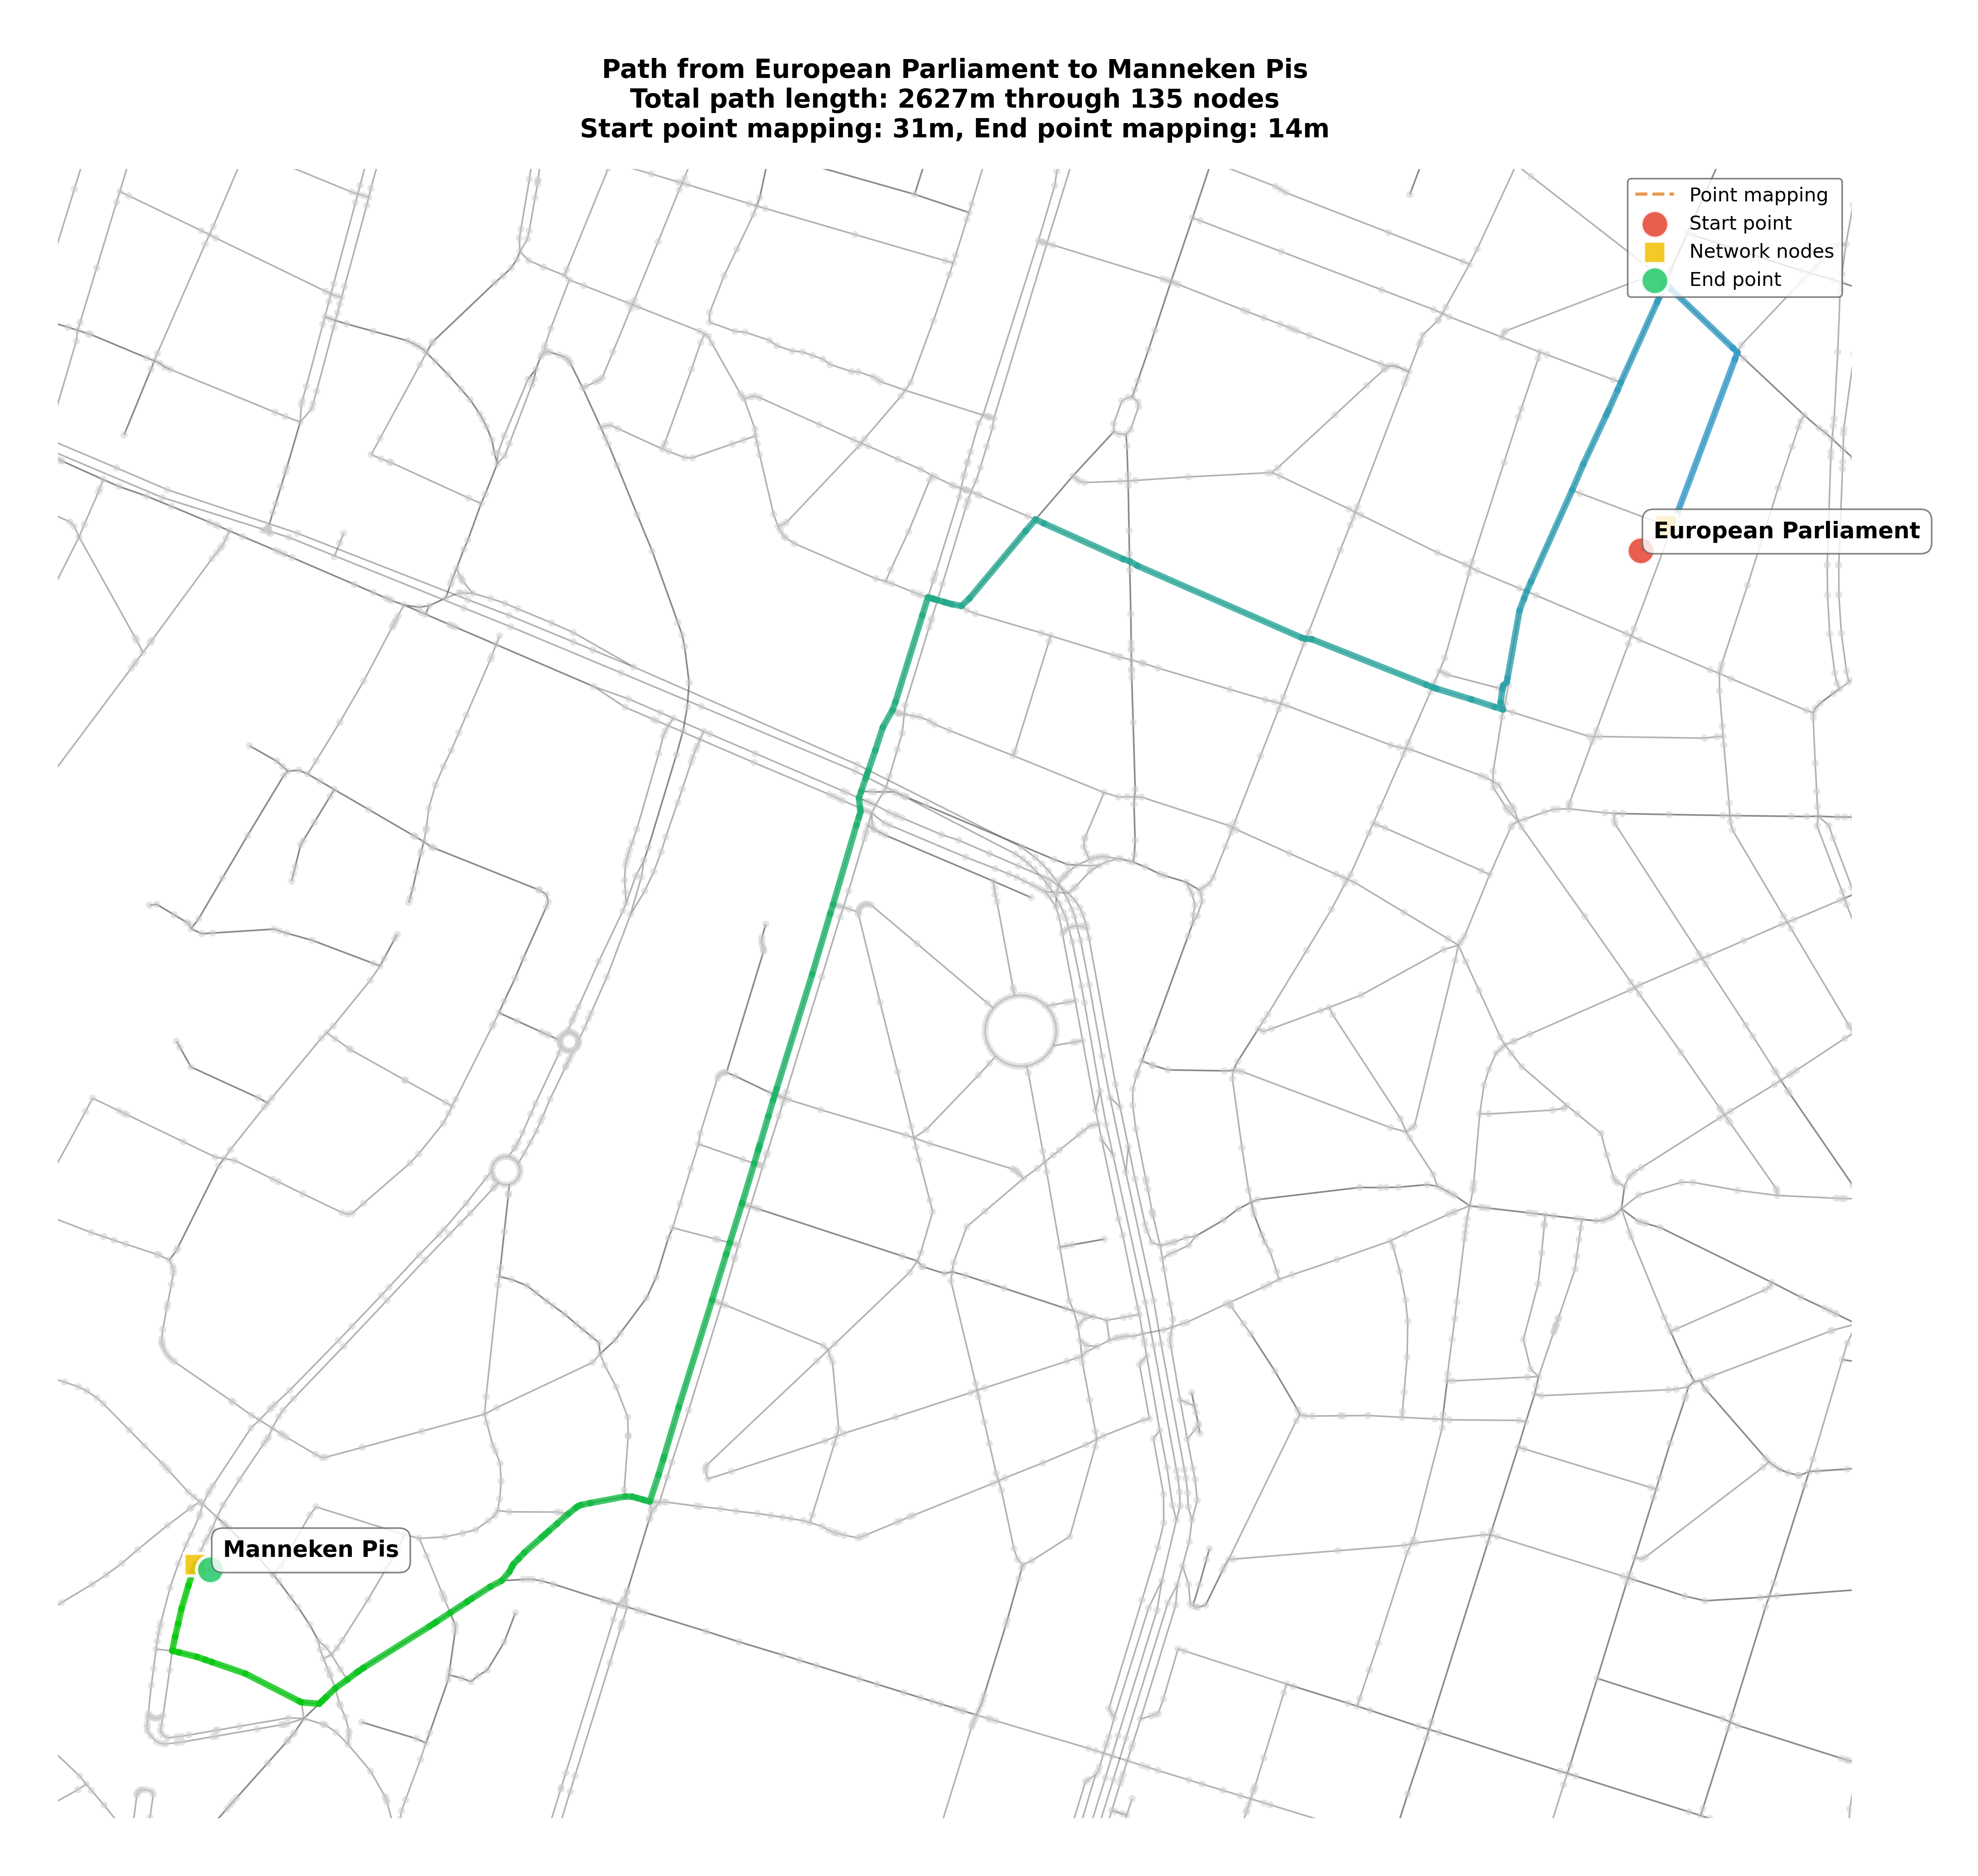 Path from European Parliament to Manneken Pis
Total path length: 2627m through 135 nodes
Start point mapping: 31m, End point mapping: 14m
Point mapping
Start point
Network nodes
End point
European Parliament
Manneken Pis